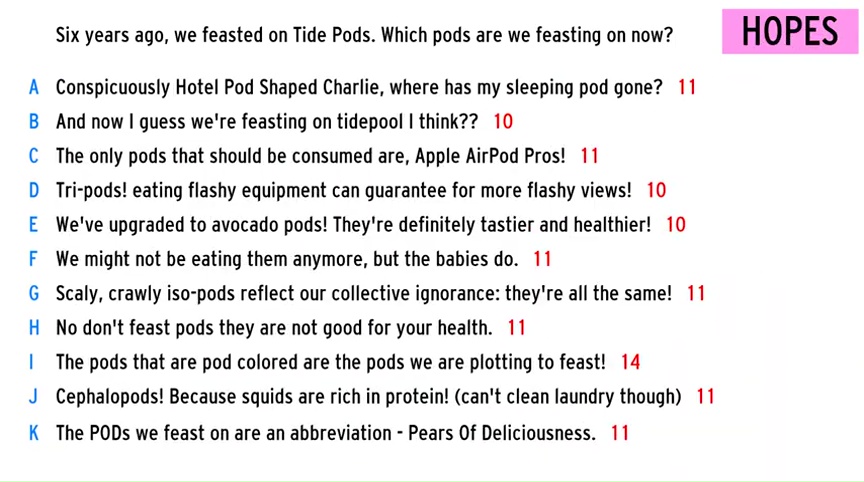 Six years ago, we feasted on Tide Pods. Which pods are we feasting on now?
HOPES
A Conspicuously Hotel Pod Shaped Charlie, where has my sleeping pod gone? 11
B And now I guess we're feasting on tidepool I think?? 10
C The only pods that should be consumed are, Apple AirPod Pros! 11
D Tri-pods! eating flashy equipment can guarantee for more flashy views! 10
E We've upgraded to avocado pods! They're definitely tastier and healthier! 10
F We might not be eating them anymore, but the babies do. 11
G Scaly, crawly iso-pods reflect our collective ignorance: they're all the same! 11
H No don't feast pods they are not good for your health. 11
I The pods that are pod colored are the pods we are plotting to feast! 14
J Cephalopods! Because squids are rich in protein! (can't clean laundry though) 11
K The PODs we feast on are an abbreviation - Pears Of Deliciousness. 11